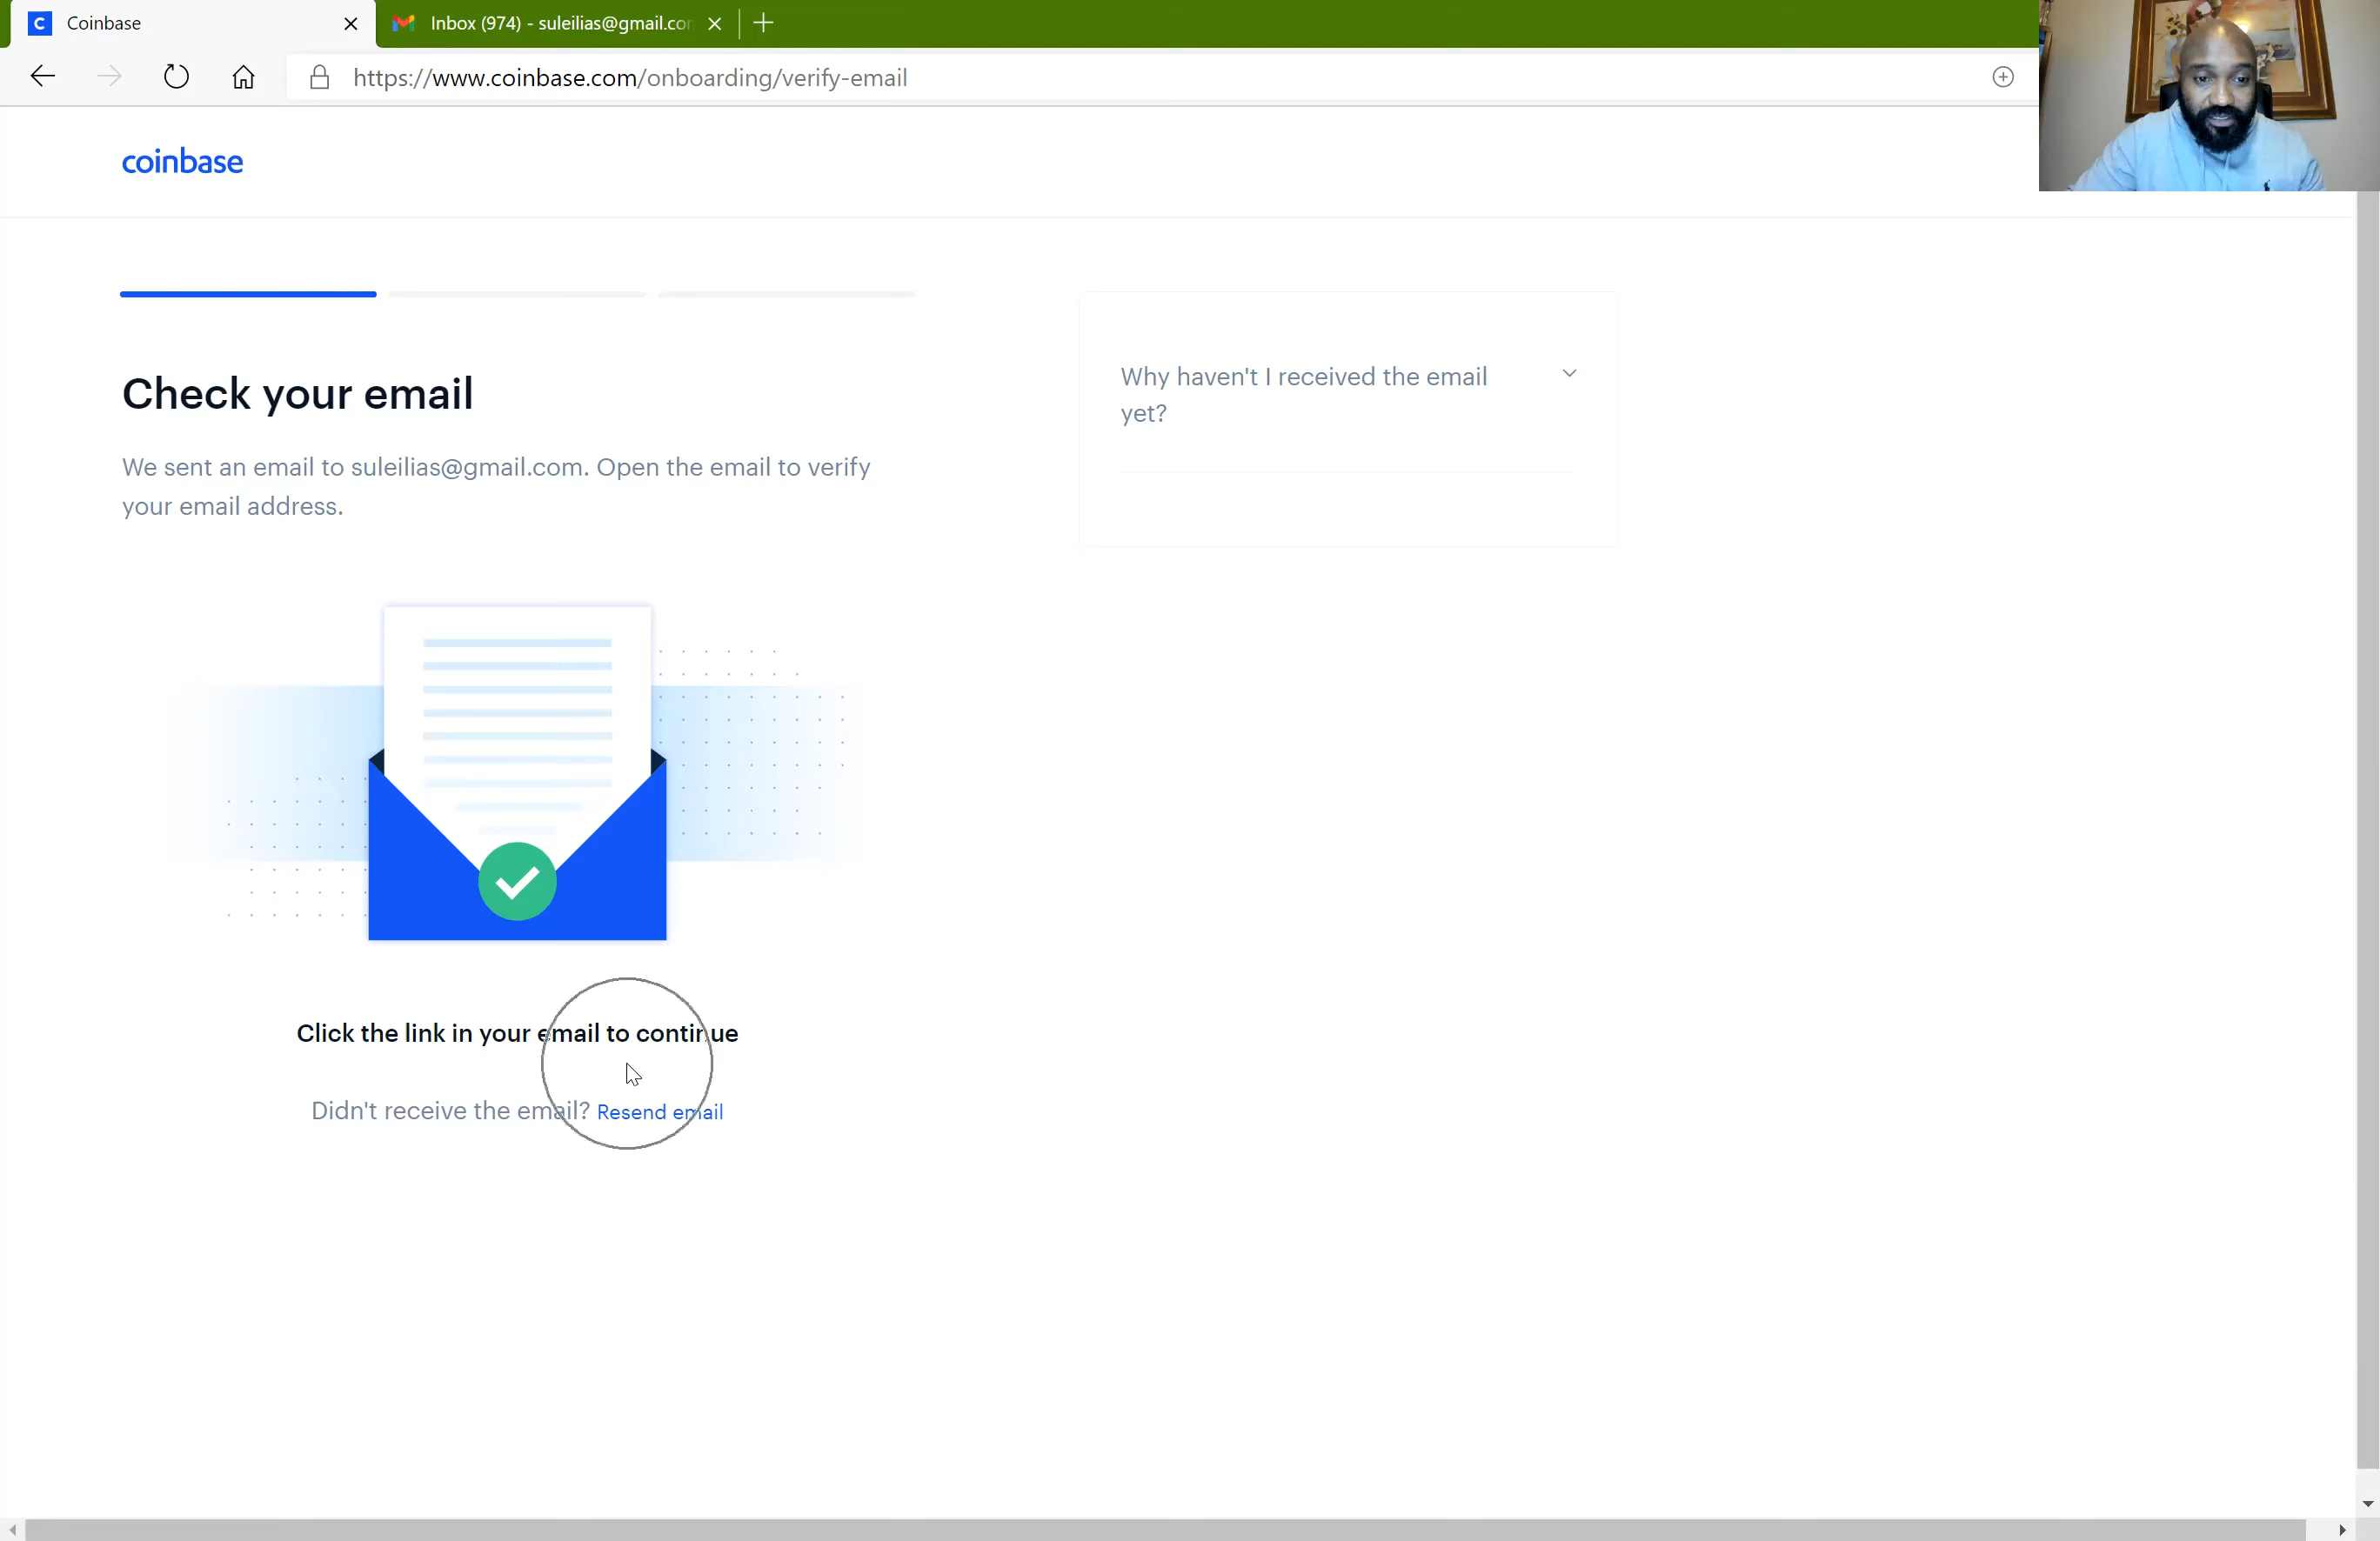 Coinbase
Inbox (974) - suleilias@gmail.co
https://www.coinbase.com/onboarding/verify-email
coinbase
Check your email
We sent an email to suleilias@gmail.com. Open the email to verify
your email address.
Why haven't I received the email
yet?
Click the link in your email to continue
Didn't receive the email? Resend email